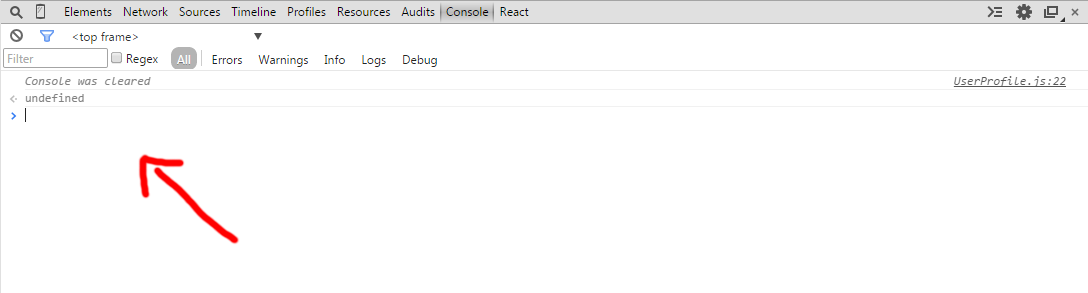 Elements Network Sources Timeline Profiles Resources Audits Console React
<top frame>
Filter Regex All Errors Warnings Info Logs Debug
Console was cleared UserProfile.js:22
undefined